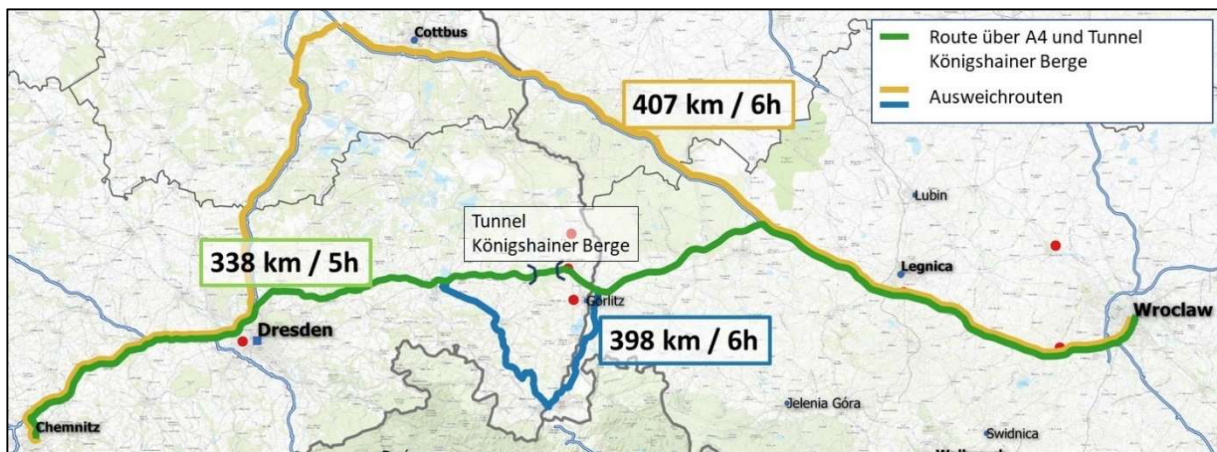 Cottbus
Route über A4 und Tunnel
Königshainer Berge
Ausweichrouten
407 km / 6h
Lubin
Tunnel
Königshainer Berge
338 km / 5h
Legnica
Görlitz
Wroclaw
Dresden
398 km / 6h
Jelenia Góra
Chemnitz
Swidnica